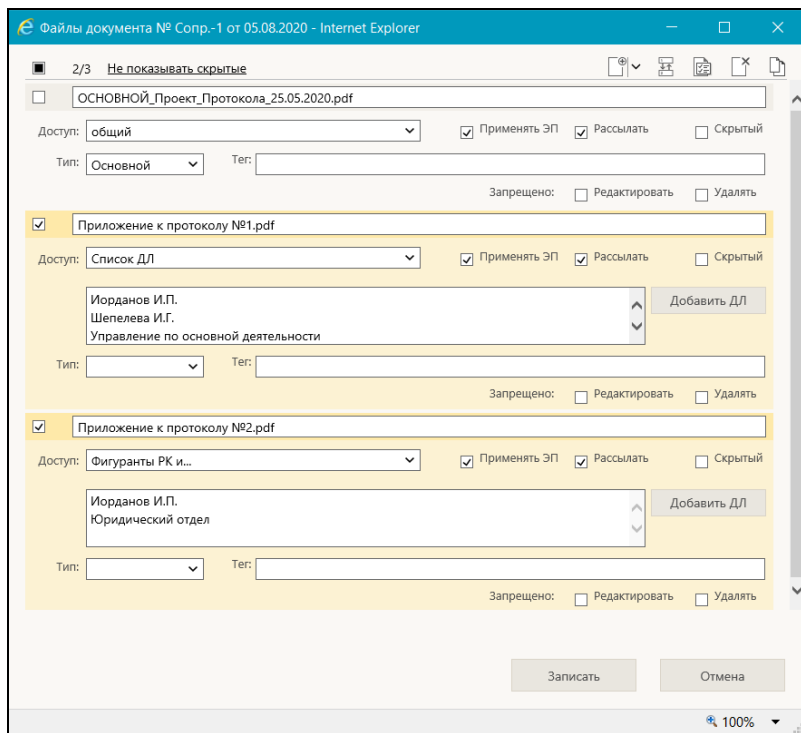 Файлы документа № Сопр.-1 от 05.08.2020 - Internet Explorer
2/3 Не показывать скрытые
ОСНОВНОЙ_Проект_Протокола_25.05.2020.pdf
Доступ: общий Применять ЭП Рассылать Скрытый
Тип: Основной Тег:
Запрещено: Редактировать Удалять
Приложение к протоколу №1.pdf
Доступ: Список ДЛ Применять ЭП Рассылать Скрытый
Иорданов И.П. Добавить ДЛ
Шепелева И.Г.
Управление по основной деятельности
Тип: Тег:
Запрещено: Редактировать Удалять
Приложение к протоколу №2.pdf
Доступ: Фигуранты РК и... Применять ЭП Рассылать Скрытый
Иорданов И.П. Добавить ДЛ
Юридический отдел
Тип: Тег:
Запрещено: Редактировать Удалять
Записать Отмена
100%